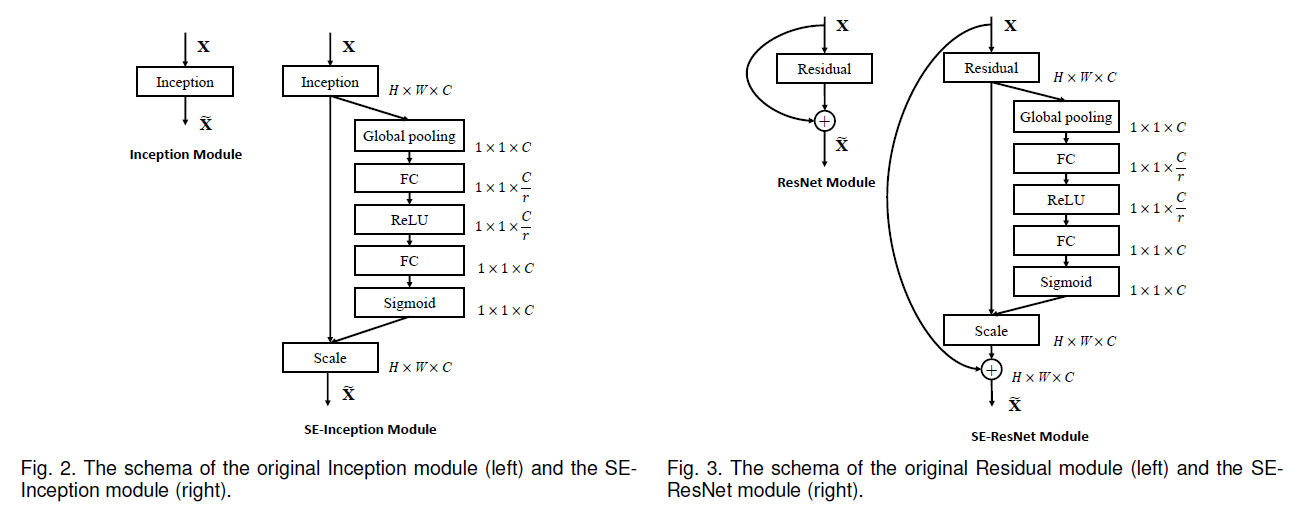 X
Inception
X̃
Inception Module
X
Inception
H × W × C
Global pooling
1 × 1 × C
FC
1 × 1 × C/r
ReLU
1 × 1 × C/r
FC
1 × 1 × C
Sigmoid
1 × 1 × C
Scale
H × W × C
X̃
SE-Inception Module
Fig. 2. The schema of the original Inception module (left) and the SE-
Inception module (right).
X
Residual
+
X̃
ResNet Module
X
Residual
H × W × C
Global pooling
1 × 1 × C
FC
1 × 1 × C/r
ReLU
1 × 1 × C/r
FC
1 × 1 × C
Sigmoid
1 × 1 × C
Scale
H × W × C
+
H × W × C
X̃
SE-ResNet Module
Fig. 3. The schema of the original Residual module (left) and the SE-
ResNet module (right).